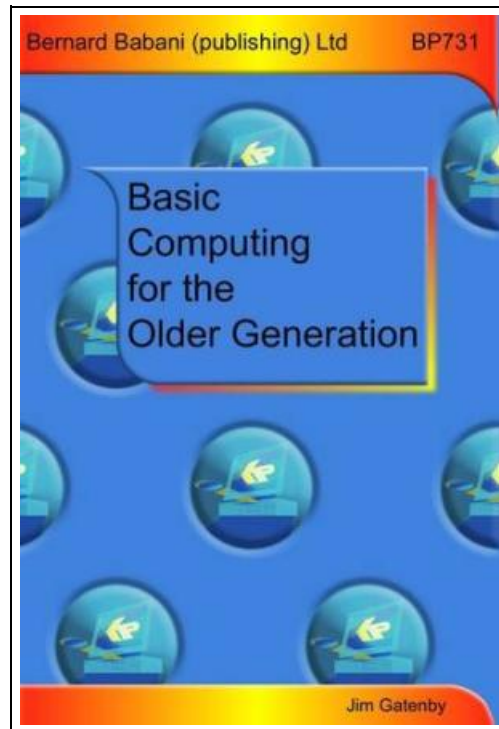 Bernard Babani (publishing) Ltd BP731
Basic
Computing
for the
Older Generation
Jim Gatenby